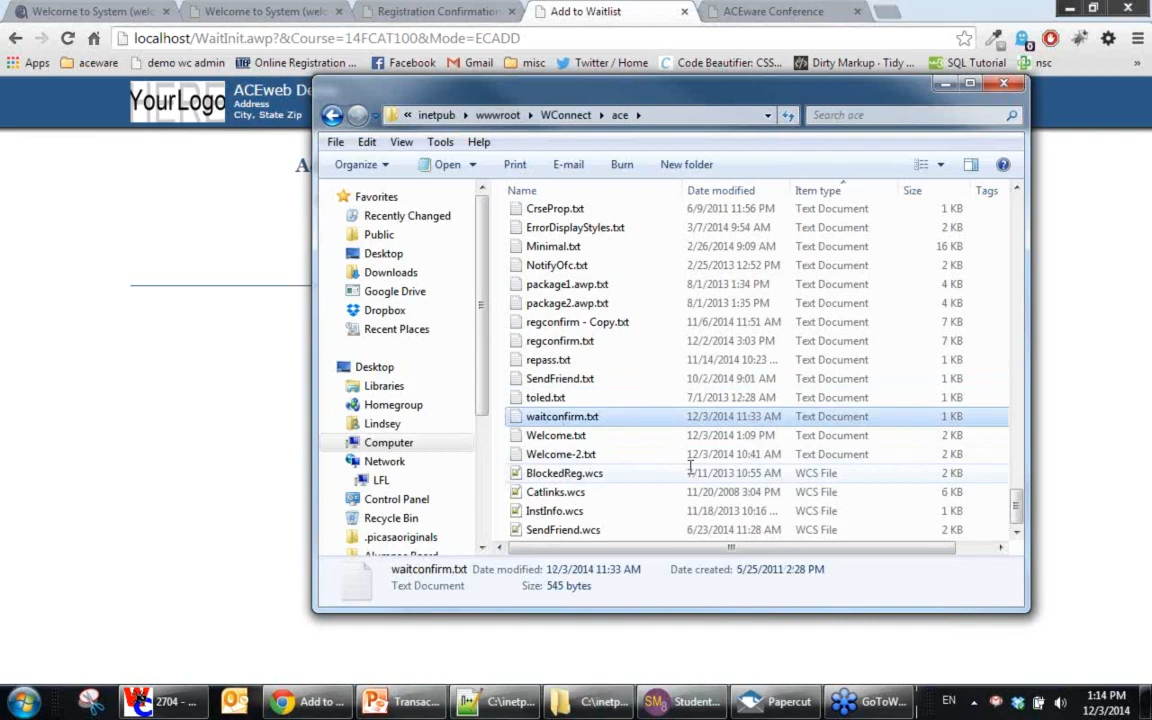 Welcome to System (welc
Welcome to System (welc
Registration Confirmation
Add to Waitlist
ACEware Conference
localhost/WaitInit.awp?&Course=14FCAT100&Mode=ECADD
Apps aceware demo wc admin Online Registration ... Facebook Gmail misc Twitter / Home Code Beautifier: CSS... Dirty Markup - Tidy ... SQL Tutorial nsc
YourLogo
ACEweb De
Address
City, State Zip
A
« inetpub wwwroot WConnect ace
Search ace
File Edit View Tools Help
Organize Open Print E-mail Burn New folder
Name Date modified Item type Size Tags
Favorites
Recently Changed
Public
Desktop
Downloads
Google Drive
Dropbox
Recent Places
Desktop
Libraries
Homegroup
Lindsey
Computer
Network
LFL
Control Panel
Recycle Bin
.picasaoriginals
CrseProp.txt 6/9/2011 11:56 PM Text Document 1 KB
ErrorDisplayStyles.txt 3/7/2014 9:54 AM Text Document 2 KB
Minimal.txt 2/26/2014 9:09 AM Text Document 16 KB
NotifyOfc.txt 2/25/2013 12:52 PM Text Document 2 KB
package1.awp.txt 8/1/2013 1:34 PM Text Document 4 KB
package2.awp.txt 8/1/2013 1:35 PM Text Document 4 KB
regconfirm - Copy.txt 11/6/2014 11:51 AM Text Document 7 KB
regconfirm.txt 12/2/2014 3:03 PM Text Document 7 KB
repass.txt 11/14/2014 10:23 ... Text Document 1 KB
SendFriend.txt 10/2/2014 9:01 AM Text Document 2 KB
toled.txt 7/1/2013 12:28 AM Text Document 1 KB
waitconfirm.txt 12/3/2014 11:33 AM Text Document 1 KB
Welcome.txt 12/3/2014 1:09 PM Text Document 2 KB
Welcome-2.txt 12/3/2014 10:41 AM Text Document 2 KB
BlockedReg.wcs /11/2013 10:55 AM WCS File 2 KB
Catlinks.wcs 11/20/2008 3:04 PM WCS File 6 KB
InstInfo.wcs 11/18/2013 10:16 ... WCS File 1 KB
SendFriend.wcs 6/23/2014 11:28 AM WCS File 2 KB
waitconfirm.txt Date modified: 12/3/2014 11:33 AM Date created: 5/25/2011 2:28 PM
Text Document Size: 545 bytes
2704 - ... Add to ... Transac... C:\inetp... C:\inetp... Student... Papercut GoToW... EN
1:14 PM
12/3/2014